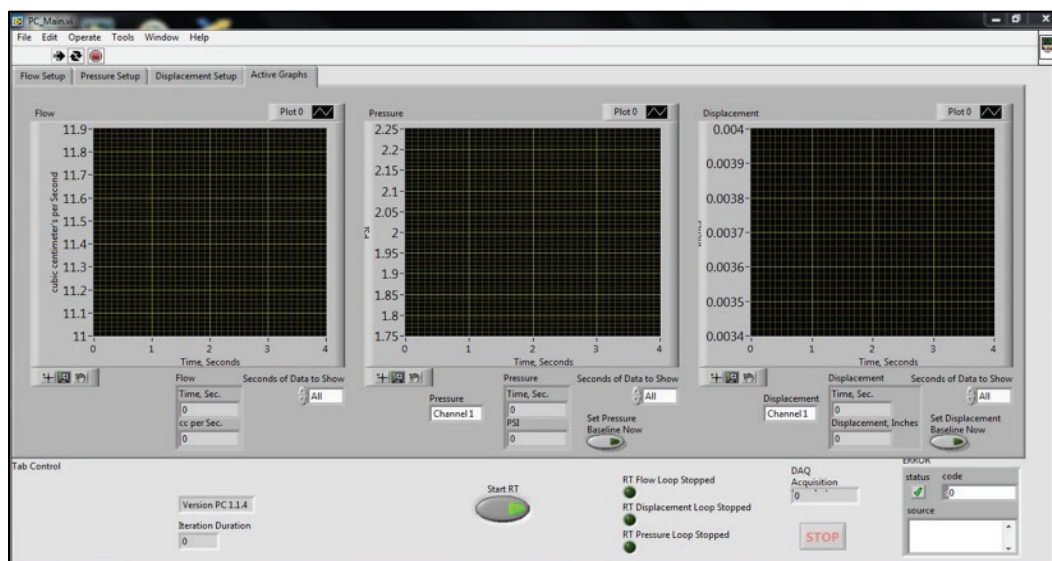 PC_Main.vi
File Edit Operate Tools Window Help
Flow Setup Pressure Setup Displacement Setup Active Graphs
Flow Plot 0
11.9
11.8
11.7
11.6
11.5
11.4
11.3
11.2
11.1
11
cubic centimeter's per Second
0 1 2 3 4
Time, Seconds
Pressure Plot 0
2.25
2.2
2.15
2.1
2.05
2
1.95
1.9
1.85
1.8
1.75
PSI
0 1 2 3 4
Time, Seconds
Displacement Plot 0
0.004
0.0039
0.0038
0.0037
0.0036
0.0035
0.0034
0 1 2 3 4
Time, Seconds
Flow
Time, Sec.
0
cc per Sec.
0
Seconds of Data to Show
All
Pressure
Channel 1
Pressure
Time, Sec.
0
PSI
0
Seconds of Data to Show
All
Set Pressure
Baseline Now
Displacement
Channel 1
Displacement
Time, Sec.
0
Displacement, Inches
0
Seconds of Data to Show
All
Set Displacement
Baseline Now
Tab Control
Version PC 1.1.4
Iteration Duration
0
Start RT
RT Flow Loop Stopped
RT Displacement Loop Stopped
RT Pressure Loop Stopped
DAQ
Acquisition
0
STOP
ERROR
status code
0
source